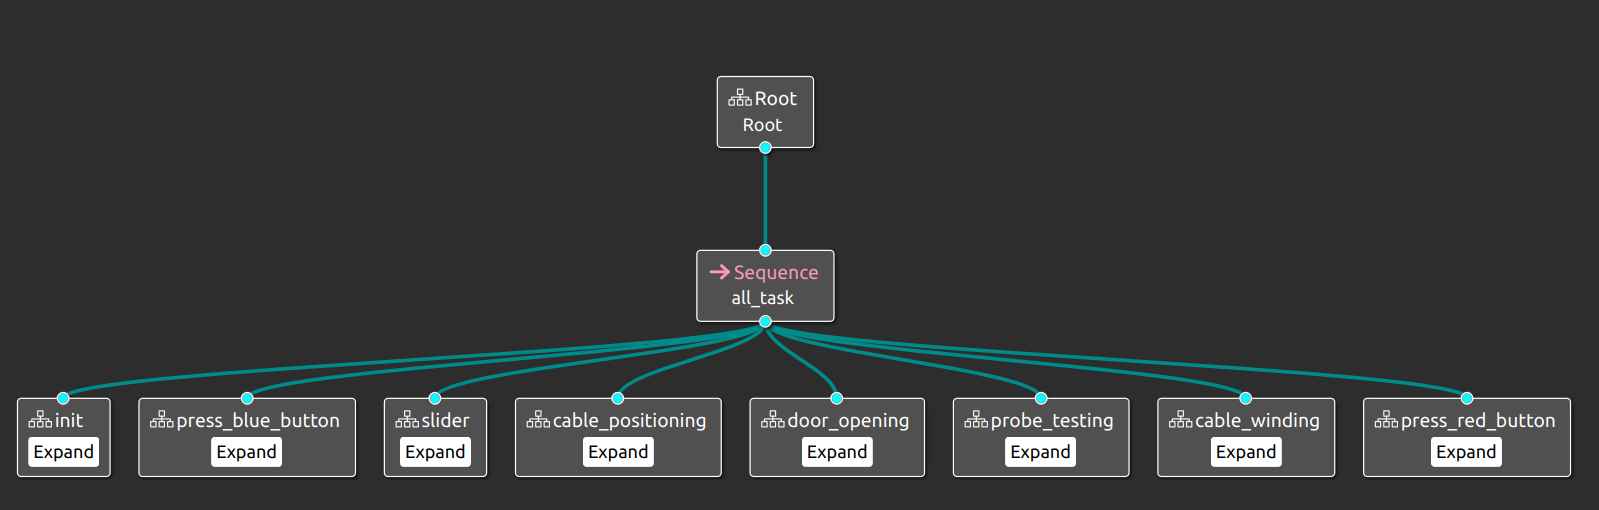 Root
Root
Sequence
all_task
init
Expand
press_blue_button
Expand
slider
Expand
cable_positioning
Expand
door_opening
Expand
probe_testing
Expand
cable_winding
Expand
press_red_button
Expand